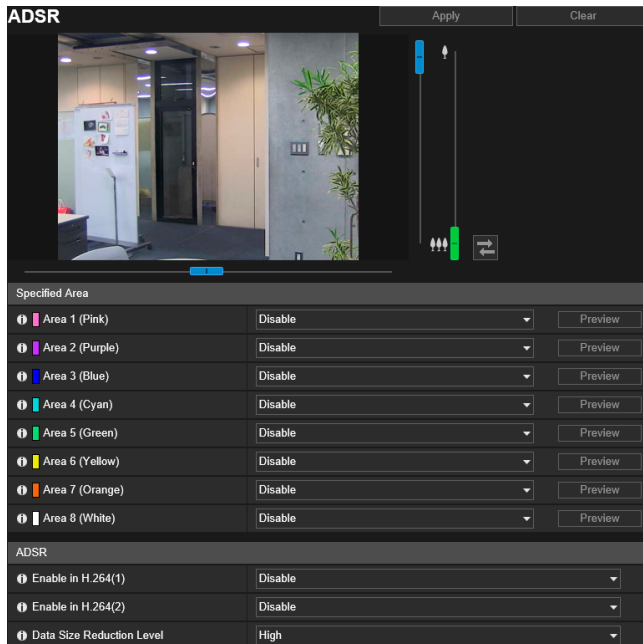 ADSR Apply Clear
Specified Area
Area 1 (Pink) Disable Preview
Area 2 (Purple) Disable Preview
Area 3 (Blue) Disable Preview
Area 4 (Cyan) Disable Preview
Area 5 (Green) Disable Preview
Area 6 (Yellow) Disable Preview
Area 7 (Orange) Disable Preview
Area 8 (White) Disable Preview
ADSR
Enable in H.264(1) Disable
Enable in H.264(2) Disable
Data Size Reduction Level High